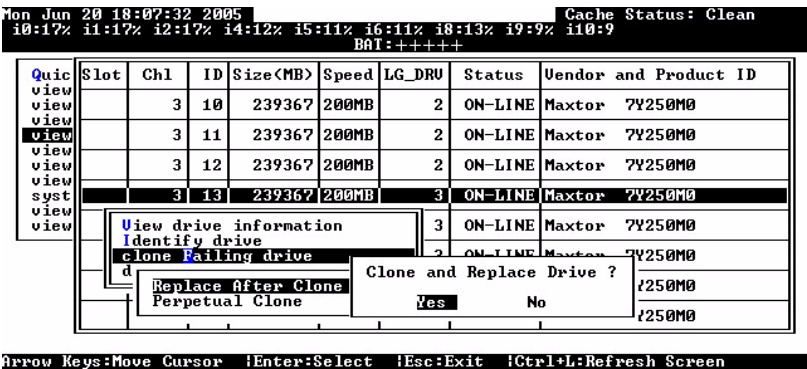 Mon Jun 20 18:07:32 2005 Cache Status: Clean
i0:17% i1:17% i2:17% i4:12% i5:11% i6:11% i8:13% i9:9% i10:9
BAT:+++++
Quic Slot Chl ID Size(MB) Speed LG_DRV Status Vendor and Product ID
view
view 3 10 239367 200MB 2 ON-LINE Maxtor 7Y250M0
view
view 3 11 239367 200MB 2 ON-LINE Maxtor 7Y250M0
view
view 3 12 239367 200MB 2 ON-LINE Maxtor 7Y250M0
view
syst 3 13 239367 200MB 3 ON-LINE Maxtor 7Y250M0
view
view View drive information 3 ON-LINE Maxtor 7Y250M0
Identify drive
clone Failing drive ON-LINE Maxtor 7Y250M0
d Clone and Replace Drive ?
Replace After Clone Y250M0
Perpetual Clone Yes No
Y250M0
Arrow Keys:Move Cursor |Enter:Select |Esc:Exit |Ctrl+L:Refresh Screen